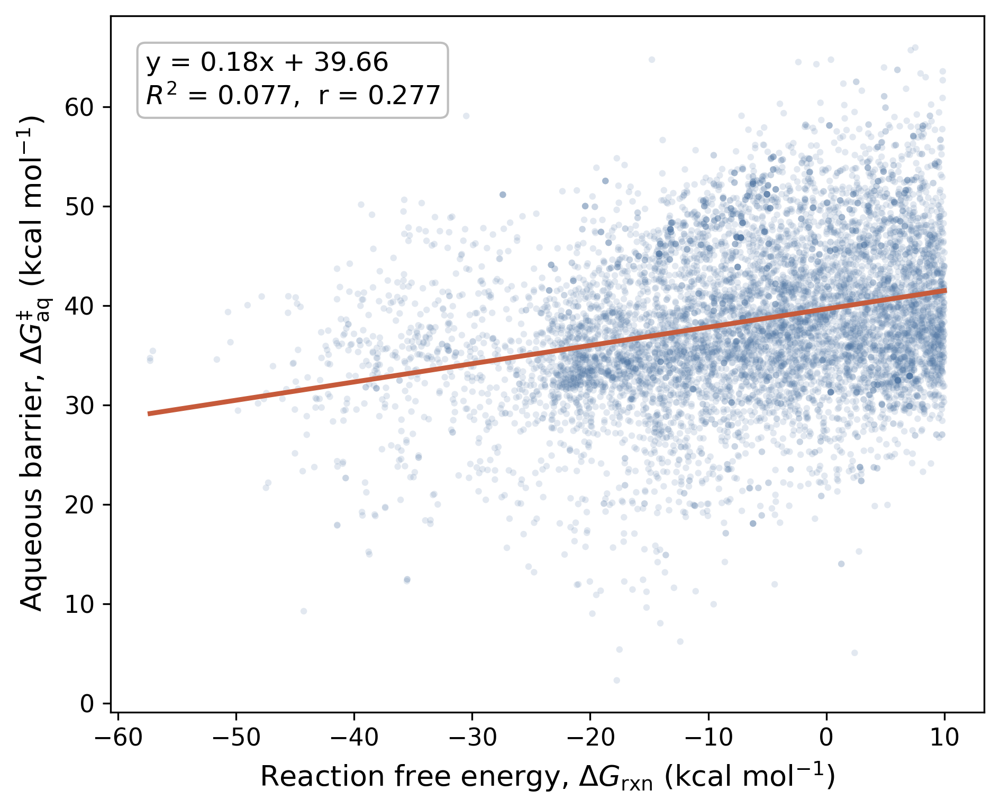 y = 0.18x + 39.66
R² = 0.077,  r = 0.277
Aqueous barrier, ΔG‡aq (kcal mol⁻¹)
60
50
40
30
20
10
0
−60 −50 −40 −30 −20 −10 0 10
Reaction free energy, ΔGrxn (kcal mol⁻¹)